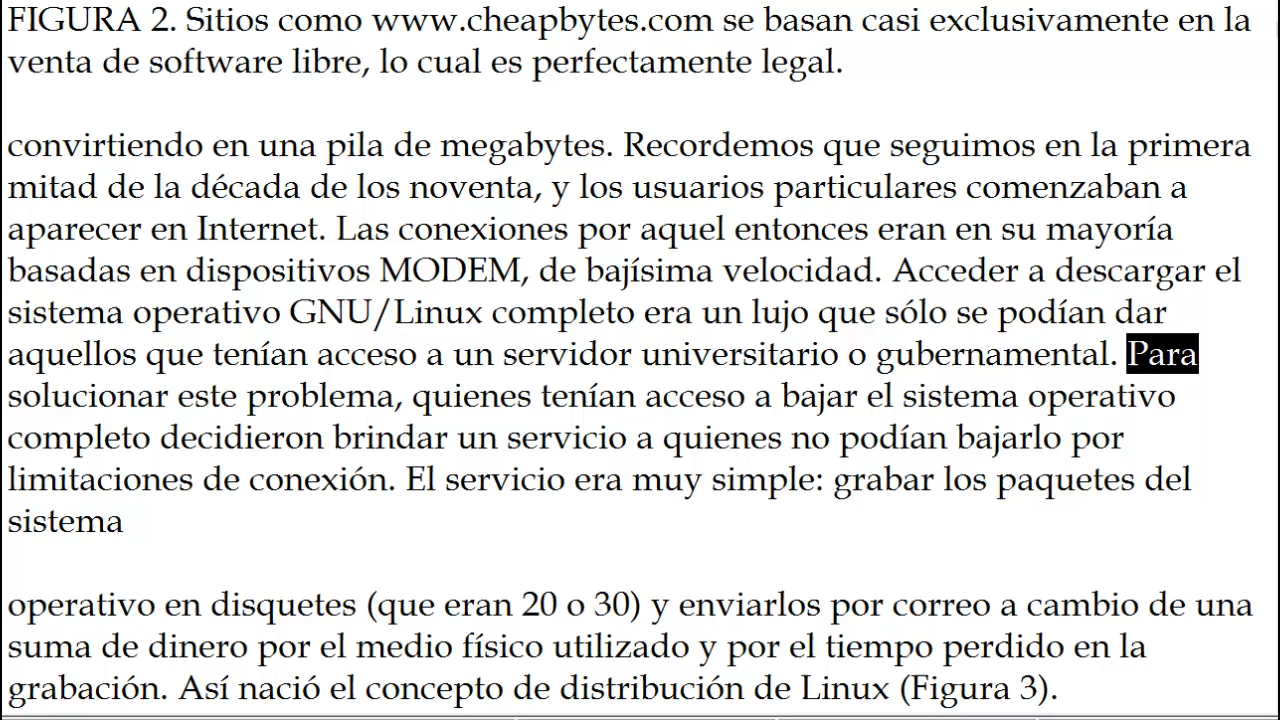 FIGURA 2. Sitios como www.cheapbytes.com se basan casi exclusivamente en la
venta de software libre, lo cual es perfectamente legal.
convirtiendo en una pila de megabytes. Recordemos que seguimos en la primera
mitad de la década de los noventa, y los usuarios particulares comenzaban a
aparecer en Internet. Las conexiones por aquel entonces eran en su mayoría
basadas en dispositivos MODEM, de bajísima velocidad. Acceder a descargar el
sistema operativo GNU/Linux completo era un lujo que sólo se podían dar
aquellos que tenían acceso a un servidor universitario o gubernamental. Para
solucionar este problema, quienes tenían acceso a bajar el sistema operativo
completo decidieron brindar un servicio a quienes no podían bajarlo por
limitaciones de conexión. El servicio era muy simple: grabar los paquetes del
sistema
operativo en disquetes (que eran 20 o 30) y enviarlos por correo a cambio de una
suma de dinero por el medio físico utilizado y por el tiempo perdido en la
grabación. Así nació el concepto de distribución de Linux (Figura 3).